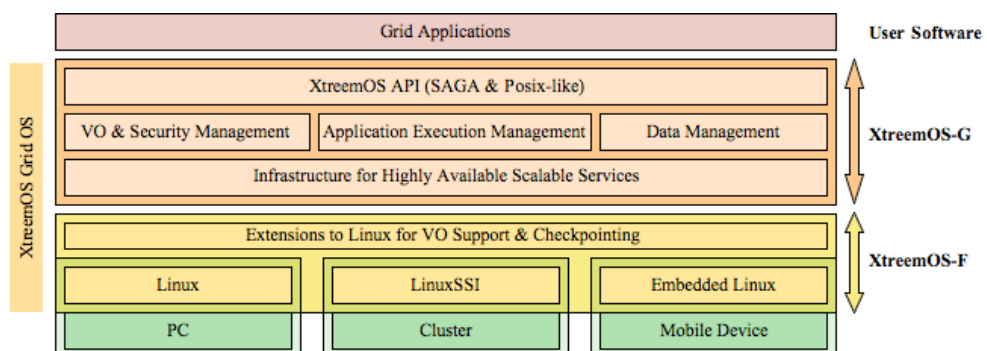 Grid Applications
User Software
XtreemOS Grid OS
XtreemOS API (SAGA & Posix-like)
VO & Security Management
Application Execution Management
Data Management
XtreemOS-G
Infrastructure for Highly Available Scalable Services
Extensions to Linux for VO Support & Checkpointing
XtreemOS-F
Linux
LinuxSSI
Embedded Linux
PC
Cluster
Mobile Device